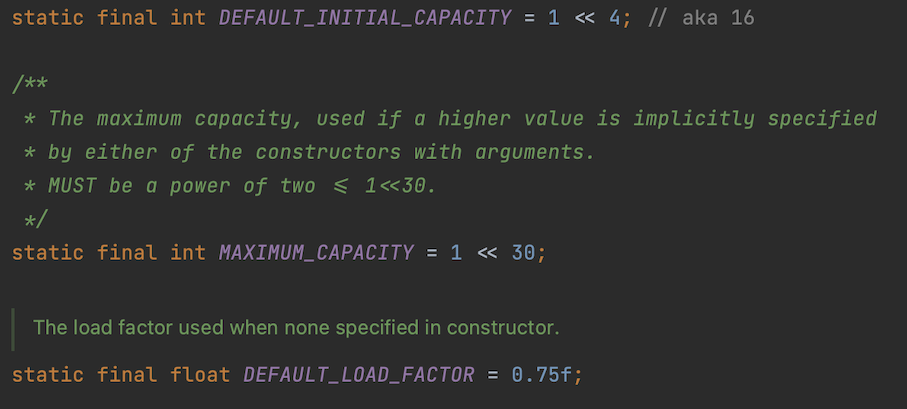 static final int DEFAULT_INITIAL_CAPACITY = 1 << 4; // aka 16
/**
* The maximum capacity, used if a higher value is implicitly specified
* by either of the constructors with arguments.
* MUST be a power of two <= 1<<30.
*/
static final int MAXIMUM_CAPACITY = 1 << 30;
The load factor used when none specified in constructor.
static final float DEFAULT_LOAD_FACTOR = 0.75f;